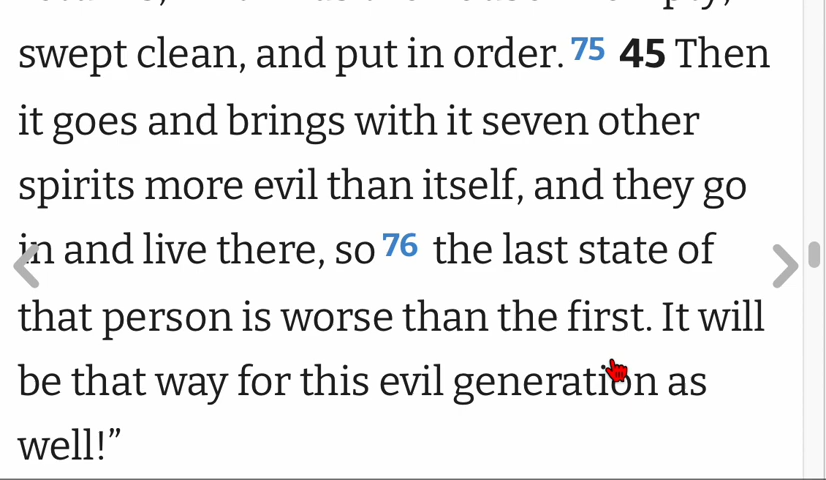 swept clean, and put in order. 75 45 Then
it goes and brings with it seven other
spirits more evil than itself, and they go
in and live there, so 76 the last state of
that person is worse than the first. It will
be that way for this evil generation as
well!”